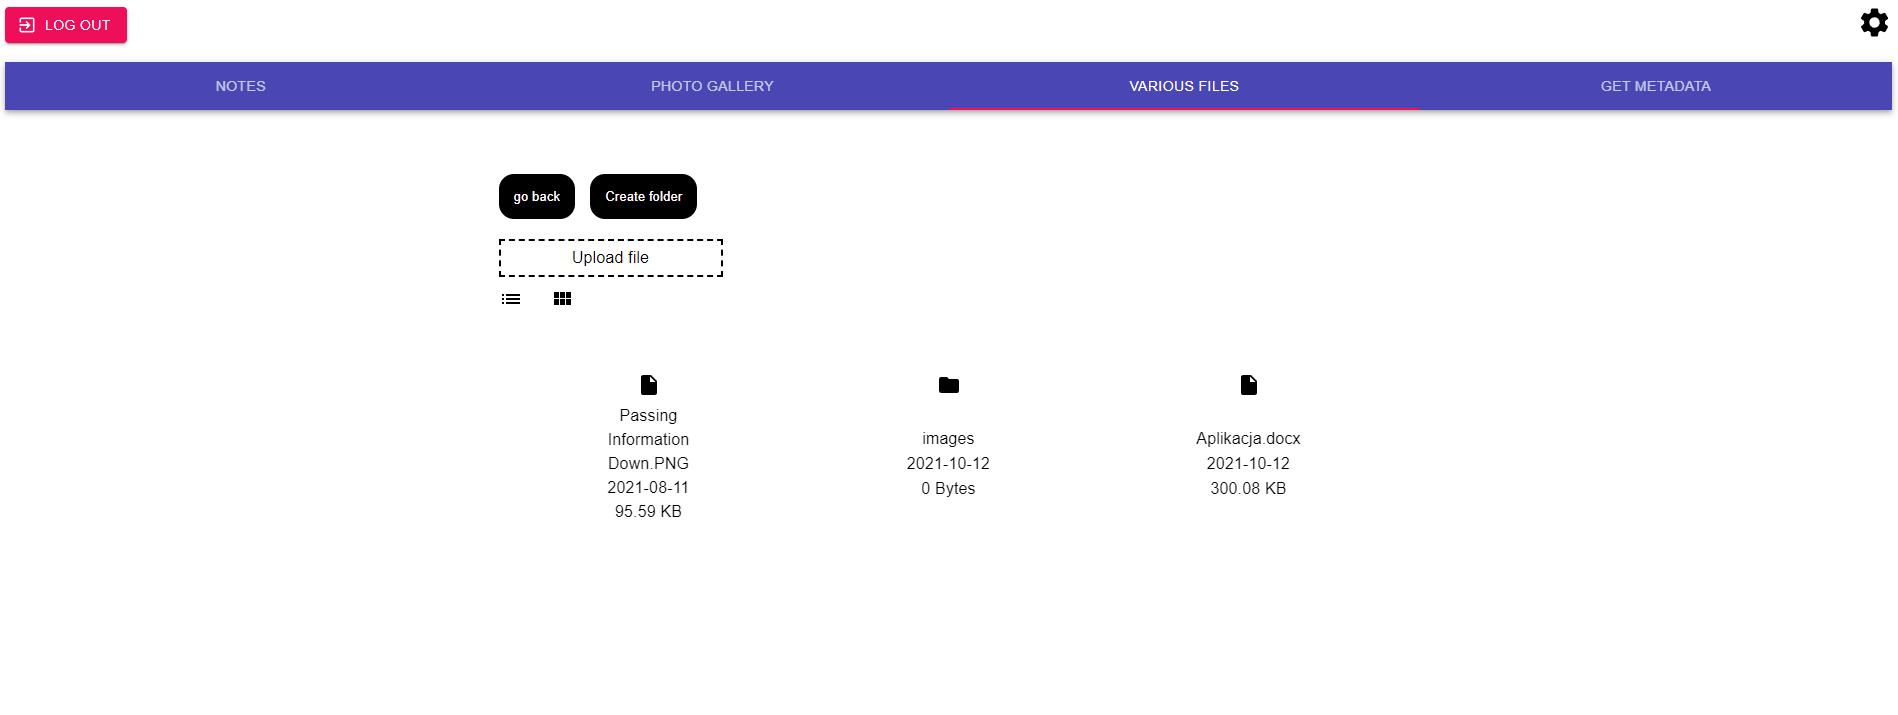 LOG OUT
NOTES
PHOTO GALLERY
VARIOUS FILES
GET METADATA
go back
Create folder
Upload file
Passing
Information
Down.PNG
2021-08-11
95.59 KB
images
2021-10-12
0 Bytes
Aplikacja.docx
2021-10-12
300.08 KB